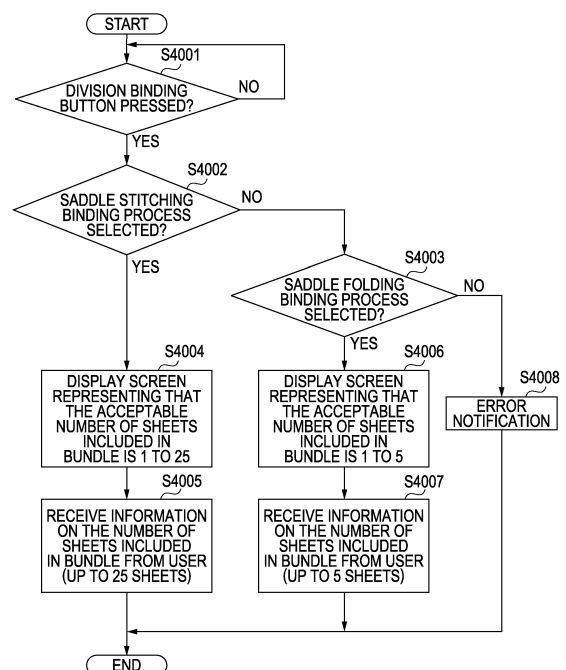 START
S4001
DIVISION BINDING
BUTTON PRESSED?
NO
YES
S4002
SADDLE STITCHING
BINDING PROCESS
SELECTED?
NO
YES
S4003
SADDLE FOLDING
BINDING PROCESS
SELECTED?
NO
YES
S4004
DISPLAY SCREEN
REPRESENTING THAT
THE ACCEPTABLE
NUMBER OF SHEETS
INCLUDED IN
BUNDLE IS 1 TO 25
S4006
DISPLAY SCREEN
REPRESENTING THAT
THE ACCEPTABLE
NUMBER OF SHEETS
INCLUDED IN
BUNDLE IS 1 TO 5
S4008
ERROR
NOTIFICATION
S4005
RECEIVE INFORMATION
ON THE NUMBER OF
SHEETS INCLUDED
IN BUNDLE FROM USER
(UP TO 25 SHEETS)
S4007
RECEIVE INFORMATION
ON THE NUMBER OF
SHEETS INCLUDED
IN BUNDLE FROM USER
(UP TO 5 SHEETS)
END